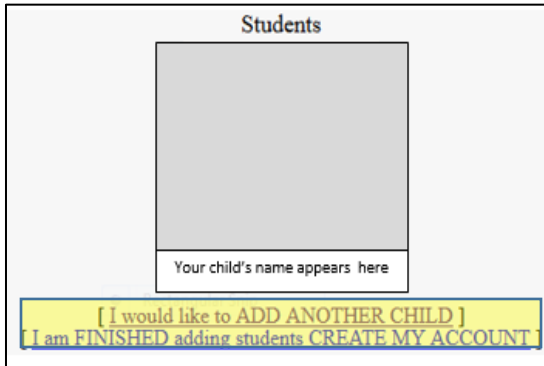 Students
Your child's name appears here
[ I would like to ADD ANOTHER CHILD ]
[ I am FINISHED adding students CREATE MY ACCOUNT ]